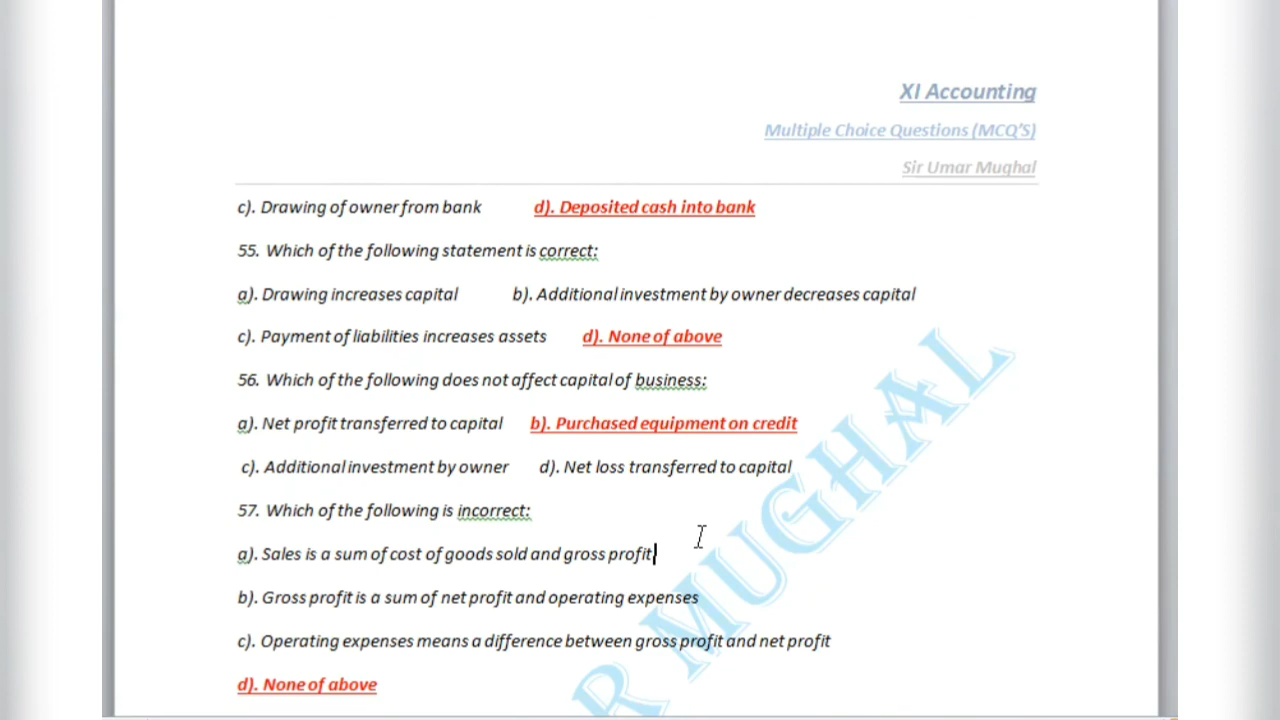 XI Accounting
Multiple Choice Questions (MCQ'S)
Sir Umar Mughal
c). Drawing of owner from bank d). Deposited cash into bank
55. Which of the following statement is correct:
a). Drawing increases capital b). Additional investment by owner decreases capital
c). Payment of liabilities increases assets d). None of above
56. Which of the following does not affect capital of business:
a). Net profit transferred to capital b). Purchased equipment on credit
c). Additional investment by owner d). Net loss transferred to capital
57. Which of the following is incorrect:
a). Sales is a sum of cost of goods sold and gross profit
b). Gross profit is a sum of net profit and operating expenses
c). Operating expenses means a difference between gross profit and net profit
d). None of above
R MUGHAL